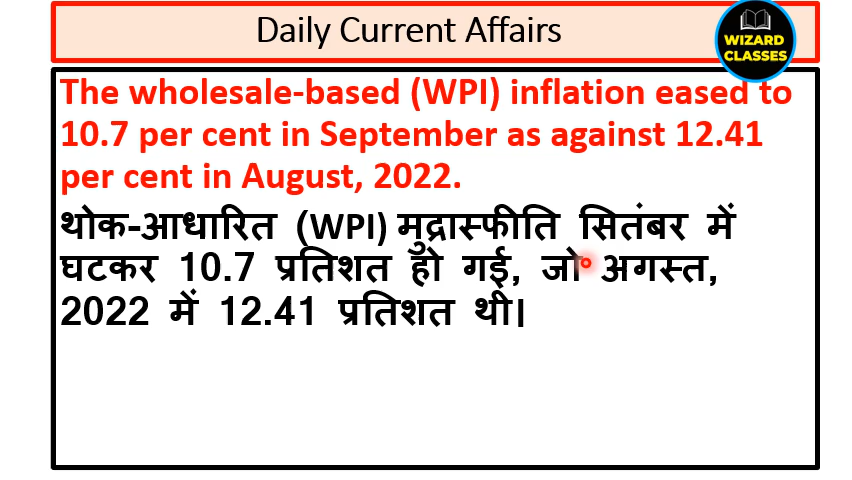 Daily Current Affairs
WIZARD
CLASSES
The wholesale-based (WPI) inflation eased to
10.7 per cent in September as against 12.41
per cent in August, 2022.
थोक-आधारित (WPI) मुद्रास्फीति सितंबर में
घटकर 10.7 प्रतिशत हो गई, जो अगस्त,
2022 में 12.41 प्रतिशत थी।